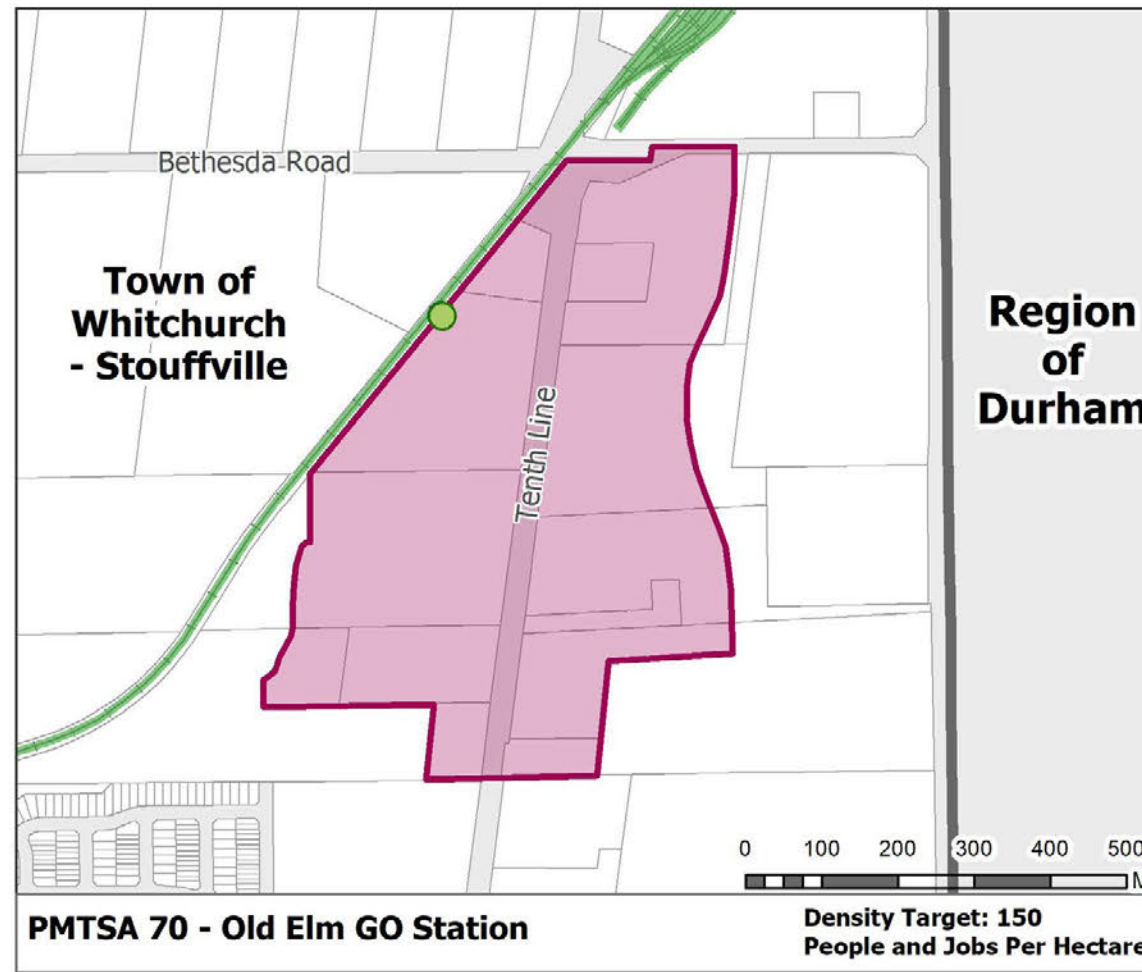 Bethesda Road
Town of
Whitchurch
- Stouffville
Region
of
Durham
Tenth Line
0 100 200 300 400 500
M
PMTSA 70 - Old Elm GO Station
Density Target: 150
People and Jobs Per Hectare